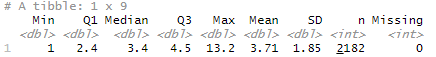 # A tibble: 1 x 9
Min Q1 Median Q3 Max Mean SD n Missing
<dbl> <dbl> <dbl> <dbl> <dbl> <dbl> <dbl> <int> <int>
1 1 2.4 3.4 4.5 13.2 3.71 1.85 2182 0